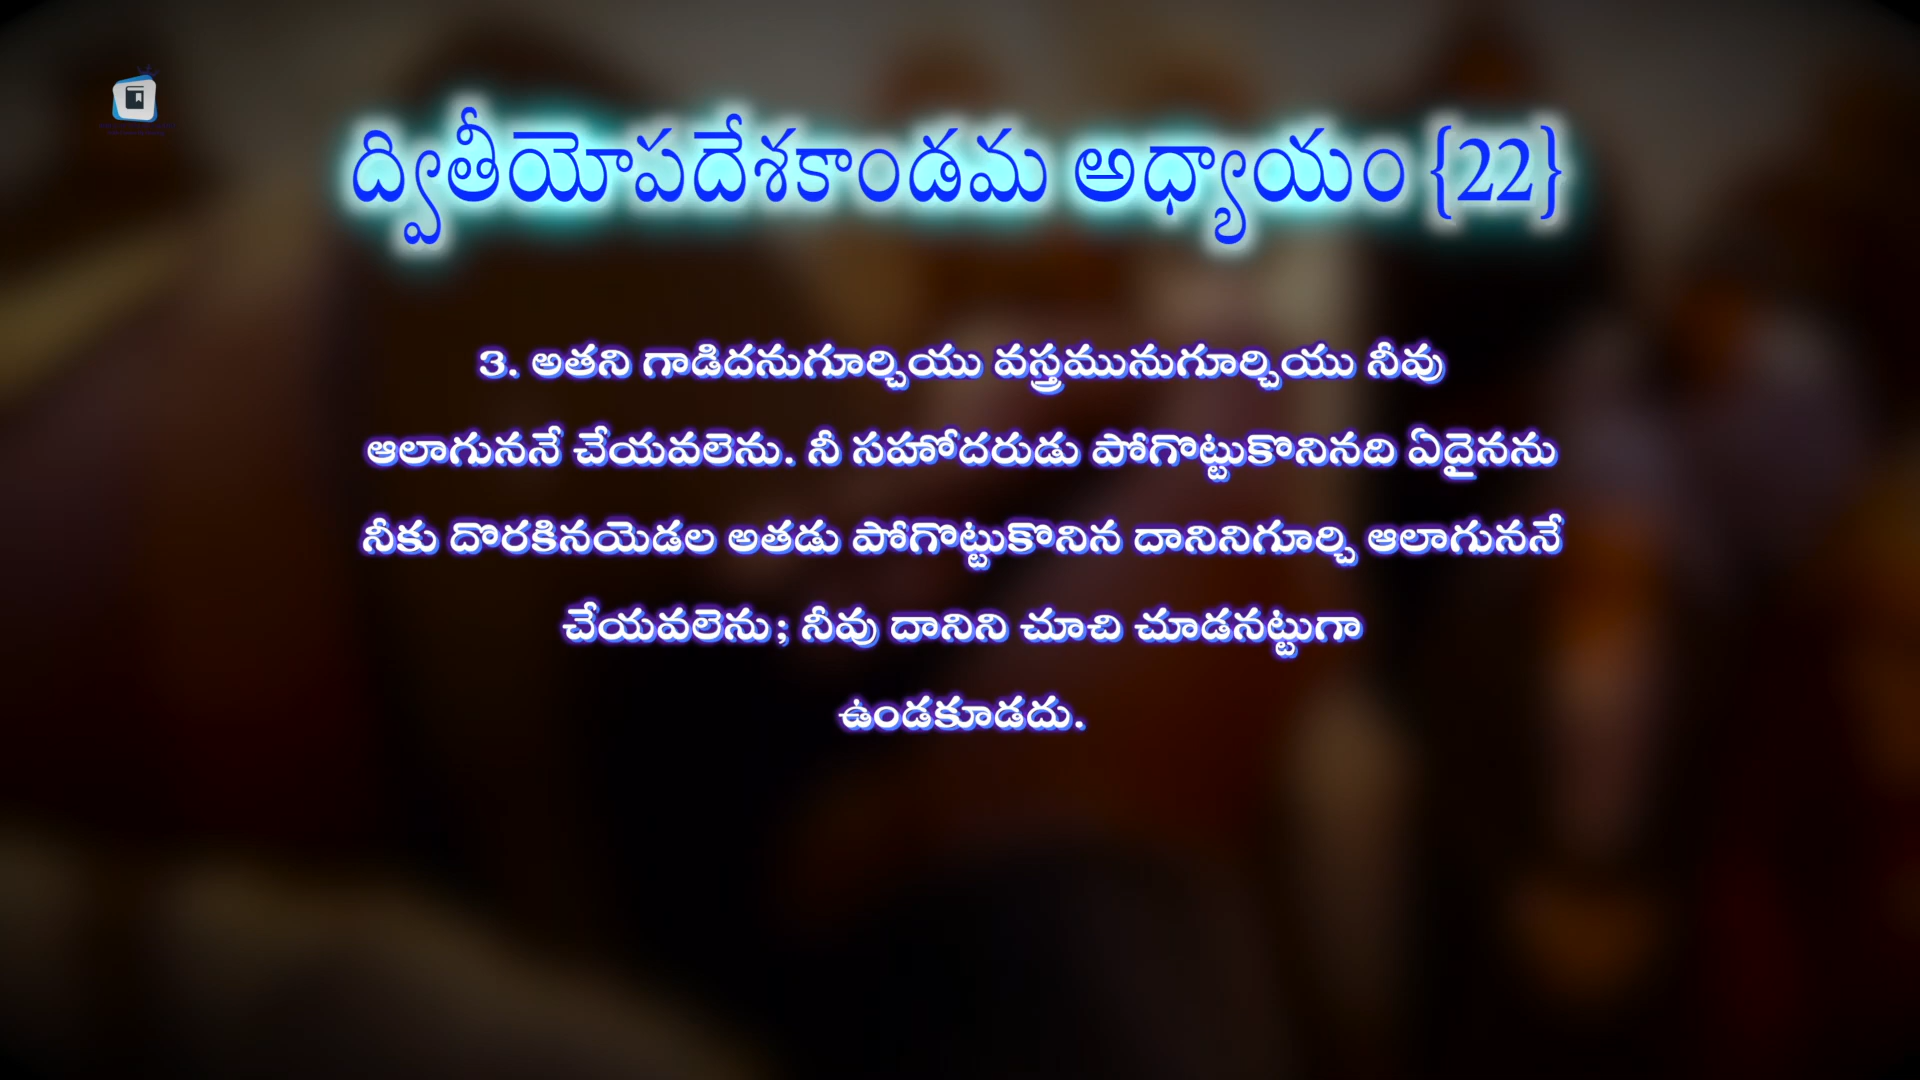 ద్వితీయోపదేశకాండమ అధ్యాయం {22}
3. అతని గాడిదనుగూర్చియు వస్త్రమునుగూర్చియు నీవు
ఆలాగుననే చేయవలెను. నీ సహోదరుడు పోగొట్టుకొనినది ఏదైనను
నీకు దొరకినయెడల అతడు పోగొట్టుకొనిన దానినిగూర్చి ఆలాగుననే
చేయవలెను; నీవు దానిని చూచి చూడనట్టుగా
ఉండకూడదు.